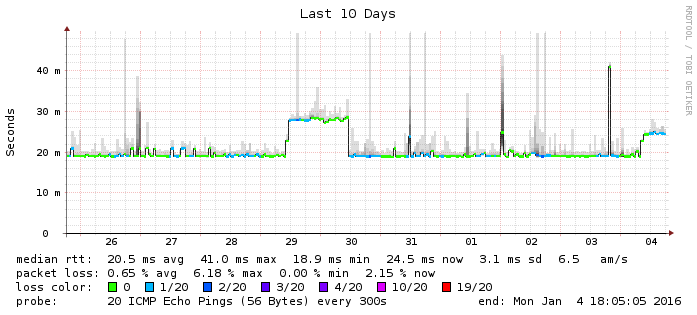 Last 10 Days
RRDTOOL / TOBI OETIKER
Seconds
40 m
30 m
20 m
10 m
0
26 27 28 29 30 31 01 02 03 04
median rtt: 20.5 ms avg 41.0 ms max 18.9 ms min 24.5 ms now 3.1 ms sd 6.5 am/s
packet loss: 0.65 % avg 6.18 % max 0.00 % min 2.15 % now
loss color: 0 1/20 2/20 3/20 4/20 10/20 19/20
probe: 20 ICMP Echo Pings (56 Bytes) every 300s end: Mon Jan 4 18:05:05 2016